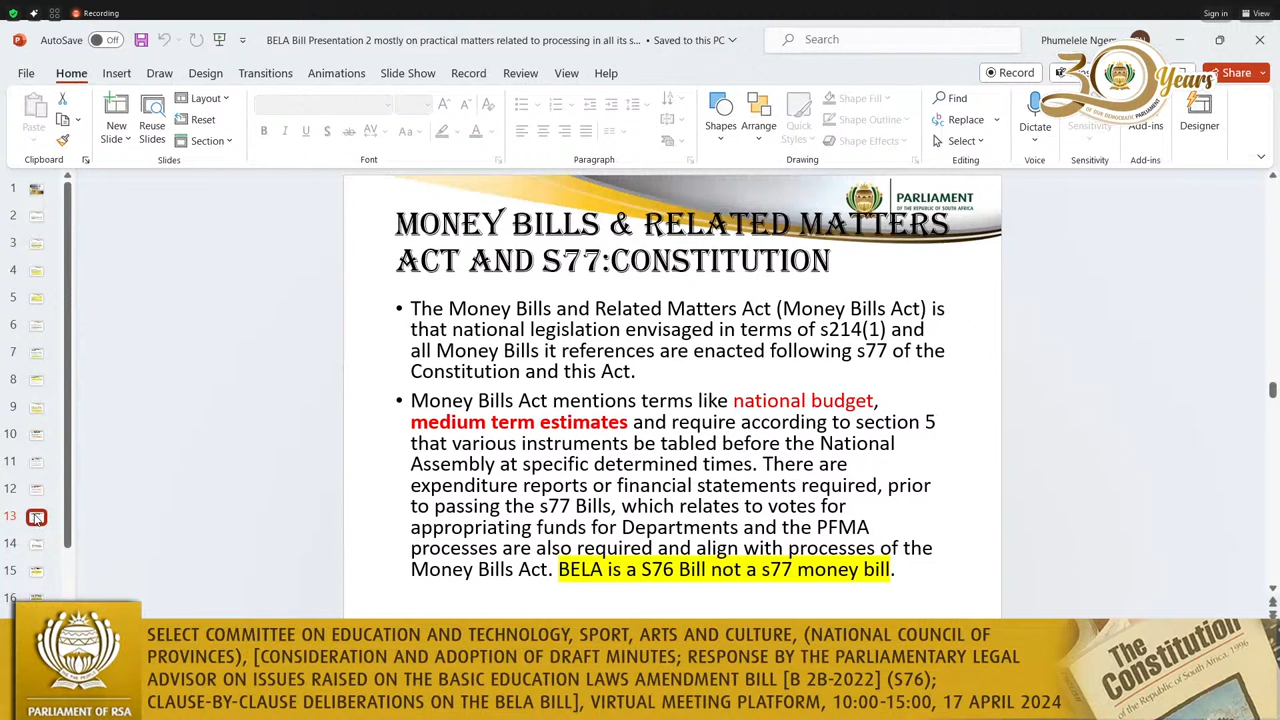 Recording
Sign in
View
AutoSave
Off
BELA Bill Presentation 2 mostly on practical matters related to processing in all its s... • Saved to this PC
Search
Phumelele Ngem
File
Home
Insert
Draw
Design
Transitions
Animations
Slide Show
Record
Review
View
Help
Record
Share
30 Years
OF OUR DEMOCRATIC PARLIAMENT
Paste
New Slide
Reuse Slides
Layout
Reset
Section
Shapes
Arrange
Quick Styles
Shape Fill
Shape Outline
Shape Effects
Find
Replace
Select
Dictate
Sensitivity
Add-ins
Designer
Clipboard
Slides
Font
Paragraph
Drawing
Editing
Voice
Sensitivity
Add-ins
1
2
3
4
5
6
7
8
9
10
11
12
13
14
15
16
PARLIAMENT
OF THE REPUBLIC OF SOUTH AFRICA
MONEY BILLS & RELATED MATTERS
ACT AND S77:CONSTITUTION
• The Money Bills and Related Matters Act (Money Bills Act) is
that national legislation envisaged in terms of s214(1) and
all Money Bills it references are enacted following s77 of the
Constitution and this Act.
• Money Bills Act mentions terms like national budget,
medium term estimates and require according to section 5
that various instruments be tabled before the National
Assembly at specific determined times. There are
expenditure reports or financial statements required, prior
to passing the s77 Bills, which relates to votes for
appropriating funds for Departments and the PFMA
processes are also required and align with processes of the
Money Bills Act. BELA is a S76 Bill not a s77 money bill.
PARLIAMENT OF RSA
SELECT COMMITTEE ON EDUCATION AND TECHNOLOGY, SPORT, ARTS AND CULTURE, (NATIONAL COUNCIL OF
PROVINCES), [CONSIDERATION AND ADOPTION OF DRAFT MINUTES; RESPONSE BY THE PARLIAMENTARY LEGAL
ADVISOR ON ISSUES RAISED ON THE BASIC EDUCATION LAWS AMENDMENT BILL [B 2B-2022] (S76);
CLAUSE-BY-CLAUSE DELIBERATIONS ON THE BELA BILL], VIRTUAL MEETING PLATFORM, 10:00-15:00, 17 APRIL 2024
The
Constitution
of the Republic of South Africa, 1996